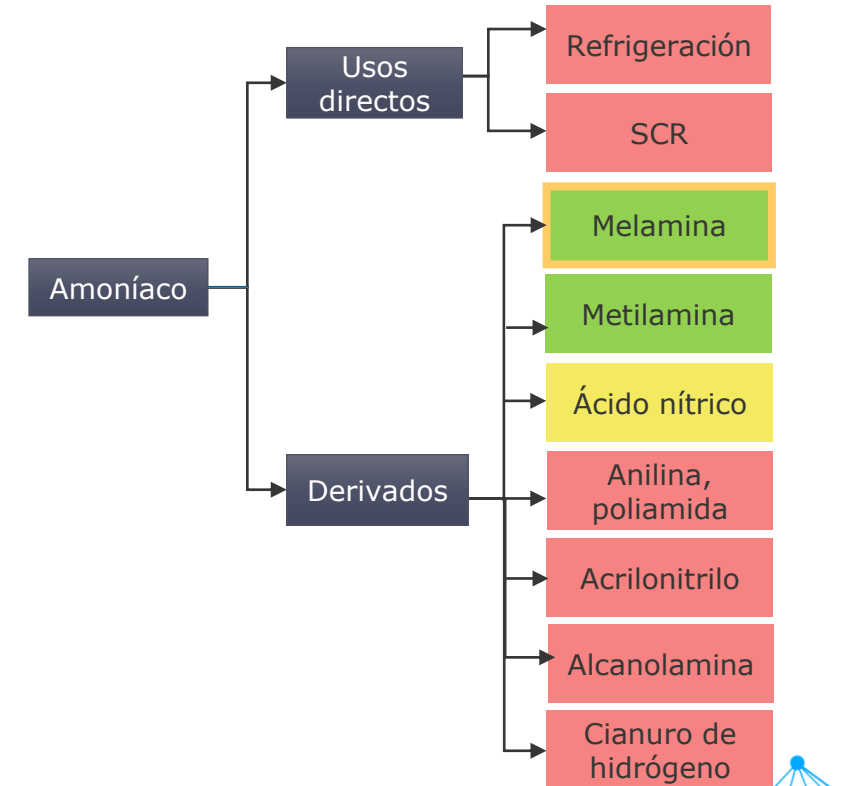 Usos
directos
Refrigeración
SCR
Amoníaco
Derivados
Melamina
Metilamina
Ácido nítrico
Anilina,
poliamida
Acrilonitrilo
Alcanolamina
Cianuro de
hidrógeno